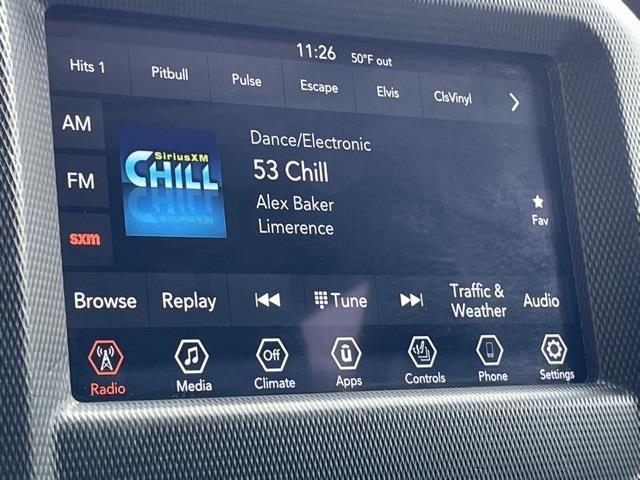 11:26 50°F out
Hits 1 Pitbull Pulse Escape Elvis ClsVinyl
AM
FM
sxm
SiriusXM
CHILL
Dance/Electronic
53 Chill
Alex Baker
Limerence
Fav
Browse Replay Tune Traffic & Weather Audio
Off
Radio Media Climate Apps Controls Phone Settings